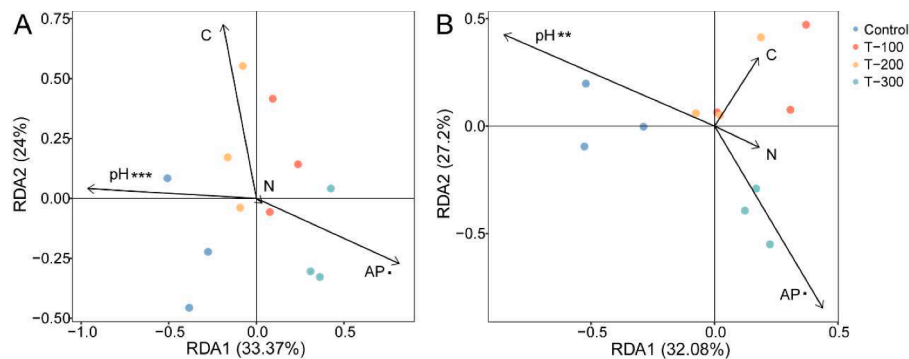 A
0.75
0.50
0.25
0.00
−0.25
−0.50
RDA2 (24%)
C
pH***
N
AP.
−1.0
−0.5
0.0
0.5
RDA1 (33.37%)
B
0.5
0.0
−0.5
RDA2 (27.2%)
pH**
C
N
AP.
−0.5
0.0
0.5
RDA1 (32.08%)
Control
T−100
T−200
T−300